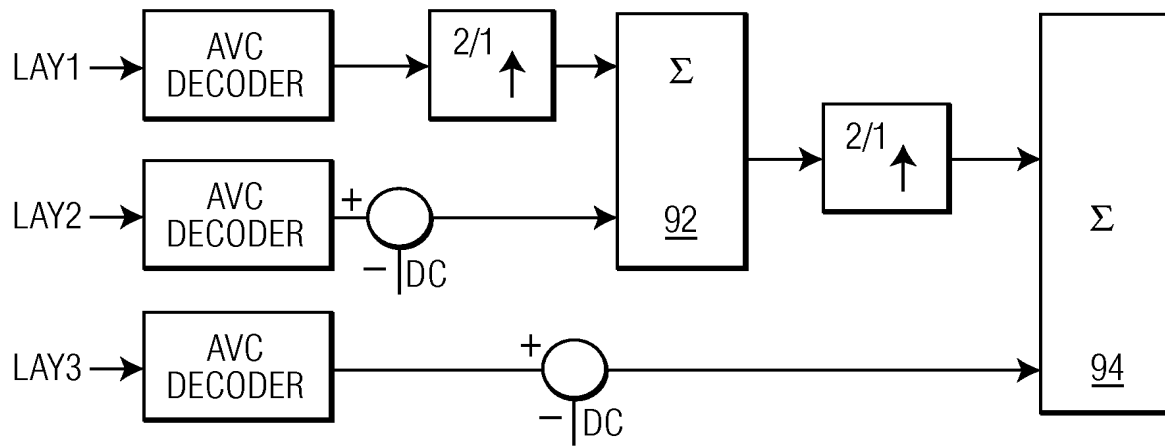 LAY1
AVC
DECODER
2/1
Σ
92
2/1
Σ
94
LAY2
AVC
DECODER
+
−
DC
LAY3
AVC
DECODER
+
−
DC